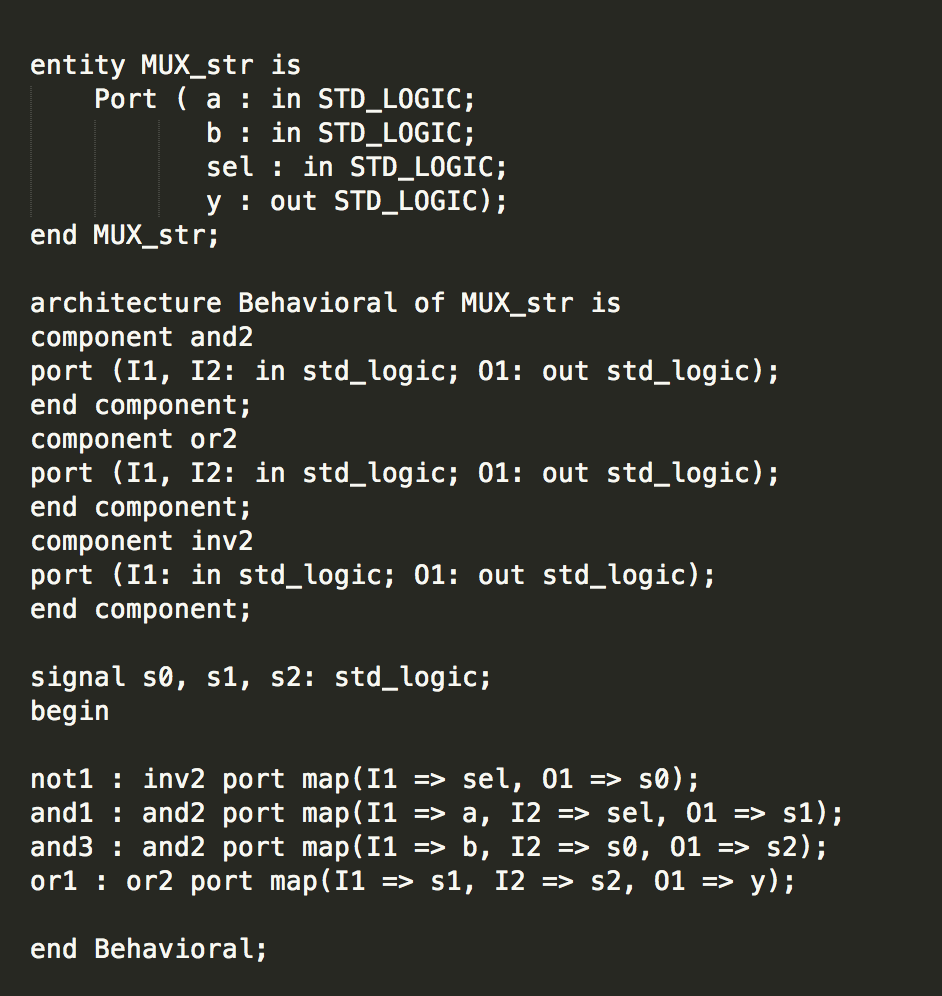 entity MUX_str is
Port ( a : in STD_LOGIC;
b : in STD_LOGIC;
sel : in STD_LOGIC;
y : out STD_LOGIC);
end MUX_str;
architecture Behavioral of MUX_str is
component and2
port (I1, I2: in std_logic; O1: out std_logic);
end component;
component or2
port (I1, I2: in std_logic; O1: out std_logic);
end component;
component inv2
port (I1: in std_logic; O1: out std_logic);
end component;
signal s0, s1, s2: std_logic;
begin
not1 : inv2 port map(I1 => sel, O1 => s0);
and1 : and2 port map(I1 => a, I2 => sel, O1 => s1);
and3 : and2 port map(I1 => b, I2 => s0, O1 => s2);
or1 : or2 port map(I1 => s1, I2 => s2, O1 => y);
end Behavioral;